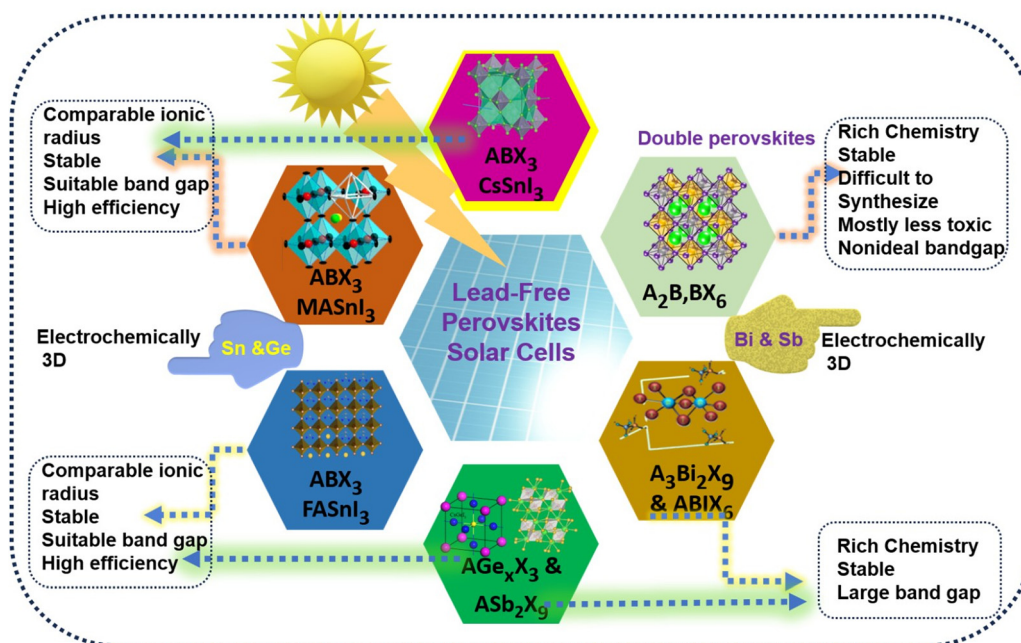 Comparable ionic
radius
Stable
Suitable band gap
High efficiency
ABX₃
CsSnI₃
Double perovskites
Rich Chemistry
Stable
Difficult to
Synthesize
Mostly less toxic
Nonideal bandgap
ABX₃
MASnI₃
A₂B,BX₆
Lead-Free
Perovskites
Solar Cells
Electrochemically
3D
Sn &Ge
Bi & Sb
Electrochemically
3D
ABX₃
FASnI₃
A₃Bi₂X₉
& ABIX₆
Comparable ionic
radius
Stable
Suitable band gap
High efficiency
AGeₓX₃ &
ASb₂X₉
Rich Chemistry
Stable
Large band gap